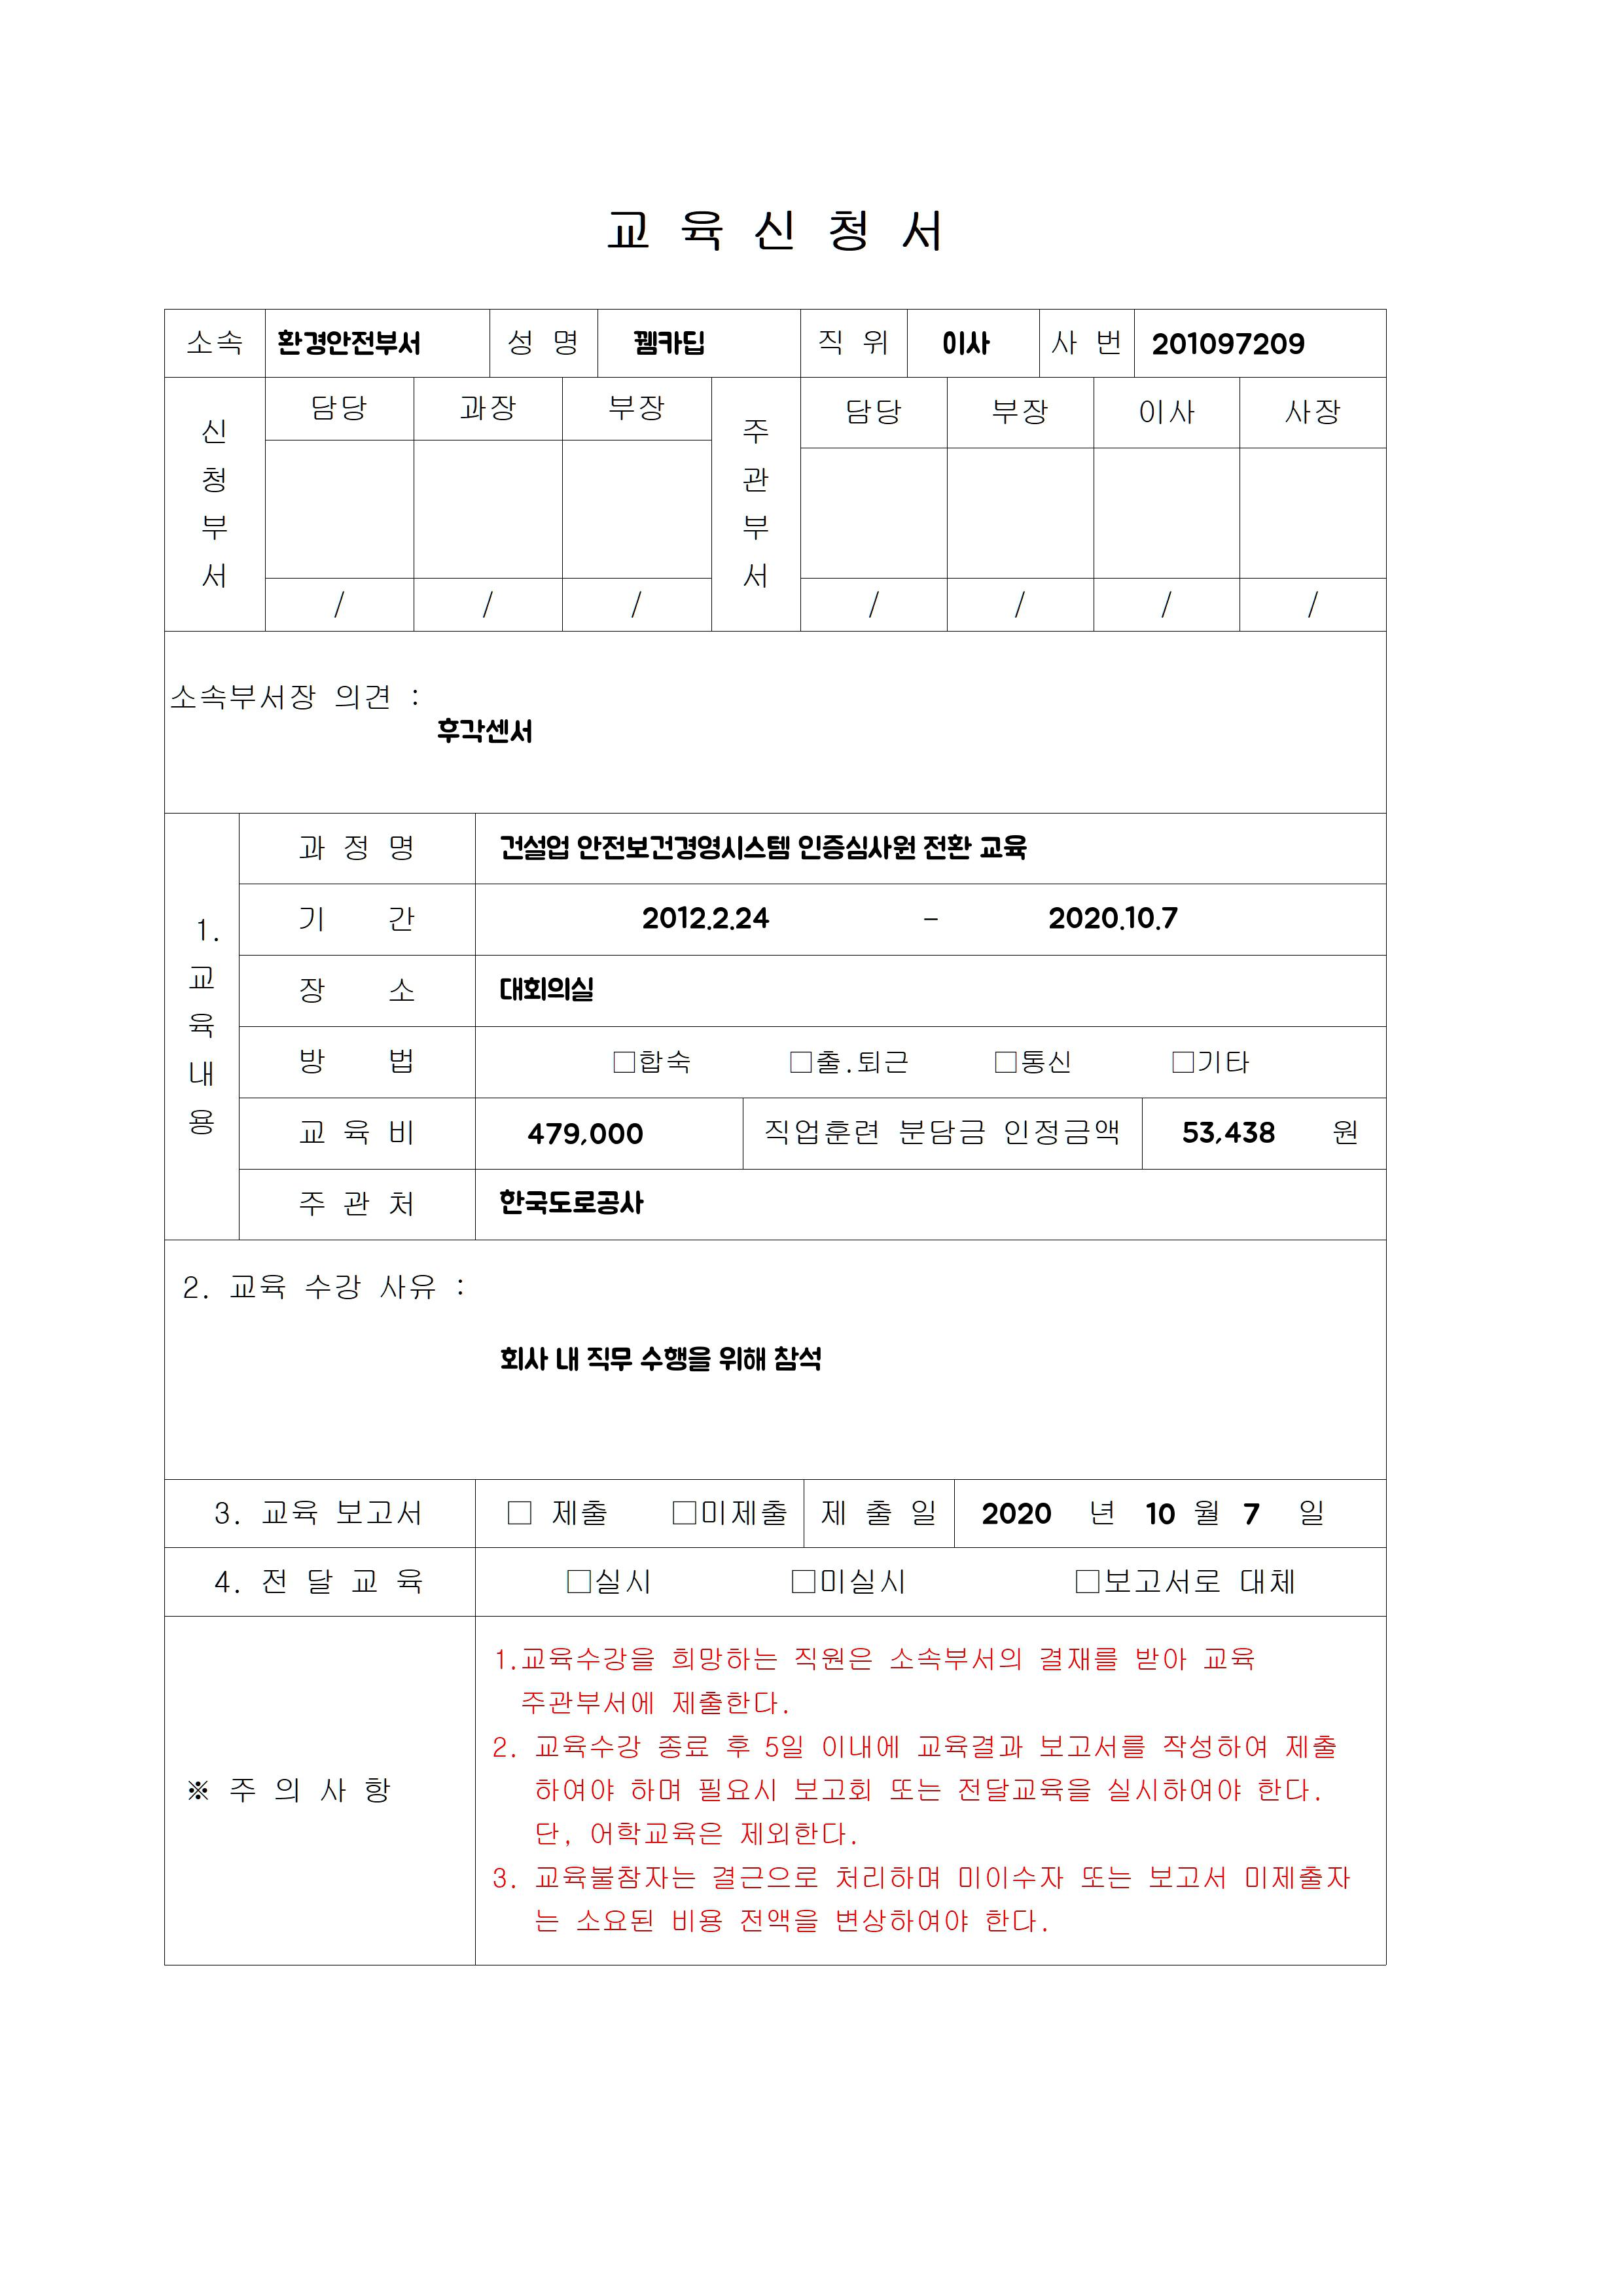 교 육 신 청 서
소속 환경안전부서 성 명 꿸카딥 직 위 이사 사 번 201097209
신청부서 담당 과장 부장 주관부서 담당 부장 이사 사장
/ / / / / / /
소속부서장 의견 :
후각센서
1. 교육내용
과 정 명 건설업 안전보건경영시스템 인증심사원 전환 교육
기 간 2012.2.24 - 2020.10.7
장 소 대회의실
방 법 □합숙 □출.퇴근 □통신 □기타
교 육 비 479,000 직업훈련 분담금 인정금액 53,438 원
주 관 처 한국도로공사
2. 교육 수강 사유 :
회사 내 직무 수행을 위해 참석
3. 교육 보고서 □ 제출 □미제출 제 출 일 2020 년 10 월 7 일
4. 전 달 교 육 □실시 □미실시 □보고서로 대체
※ 주 의 사 항
1.교육수강을 희망하는 직원은 소속부서의 결재를 받아 교육
주관부서에 제출한다.
2. 교육수강 종료 후 5일 이내에 교육결과 보고서를 작성하여 제출
하여야 하며 필요시 보고회 또는 전달교육을 실시하여야 한다.
단, 어학교육은 제외한다.
3. 교육불참자는 결근으로 처리하며 미이수자 또는 보고서 미제출자
는 소요된 비용 전액을 변상하여야 한다.